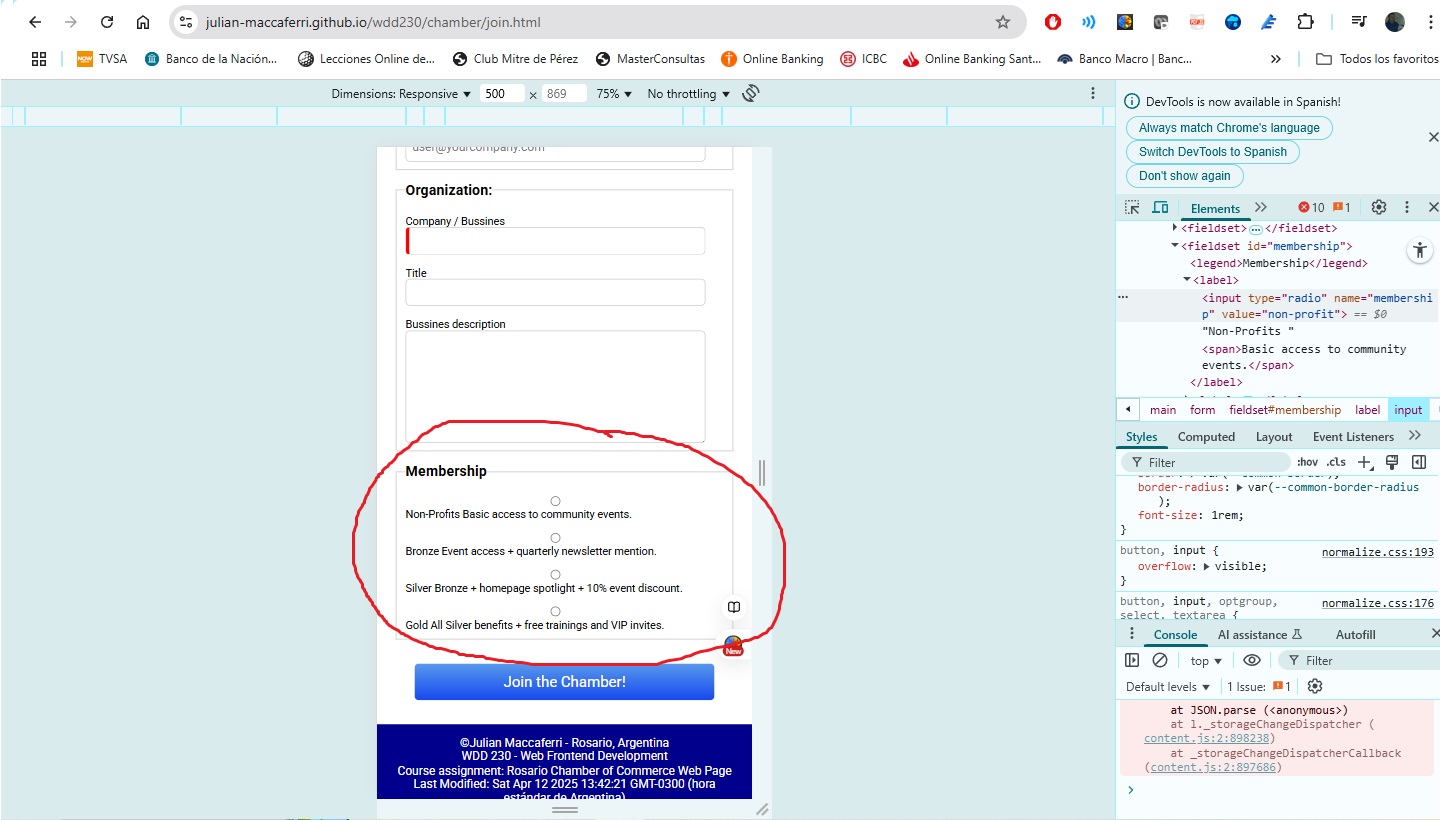 julian-maccaferri.github.io/wdd230/chamber/join.html
TVSA
Banco de la Nación...
Lecciones Online de...
Club Mitre de Pérez
MasterConsultas
Online Banking
ICBC
Online Banking Sant...
Banco Macro | Banc...
»
Todos los favoritos
Dimensions: Responsive
500
×
869
75%
No throttling
user@yourcompany.com
Organization:
Company / Bussines
Title
Bussines description
Membership
Non-Profits Basic access to community events.
Bronze Event access + quarterly newsletter mention.
Silver Bronze + homepage spotlight + 10% event discount.
Gold All Silver benefits + free trainings and VIP invites.
New
Join the Chamber!
©Julian Maccaferri - Rosario, Argentina
WDD 230 - Web Frontend Development
Course assignment: Rosario Chamber of Commerce Web Page
Last Modified: Sat Apr 12 2025 13:42:21 GMT-0300 (hora
estándar de Argentina)
DevTools is now available in Spanish!
Always match Chrome's language
Switch DevTools to Spanish
Don't show again
Elements
»
10
1
<fieldset> … </fieldset>
<fieldset id="membership">
<legend>Membership</legend>
<label>
<input type="radio" name="membershi
p" value="non-profit"> == $0
"Non-Profits "
<span>Basic access to community
events.</span>
</label>
main
form
fieldset#membership
label
input
Styles
Computed
Layout
Event Listeners
»
Filter
:hov
.cls
border-radius: var(--common-border-radius
);
font-size: 1rem;
}
button, input {
normalize.css:193
overflow: visible;
}
button, input, optgroup,
normalize.css:176
select, textarea {
Console
AI assistance
Autofill
top
Filter
Default levels
1 Issue:
1
at JSON.parse (<anonymous>)
at l._storageChangeDispatcher (
content.js:2:898238)
at _storageChangeDispatcherCallback
(content.js:2:897686)